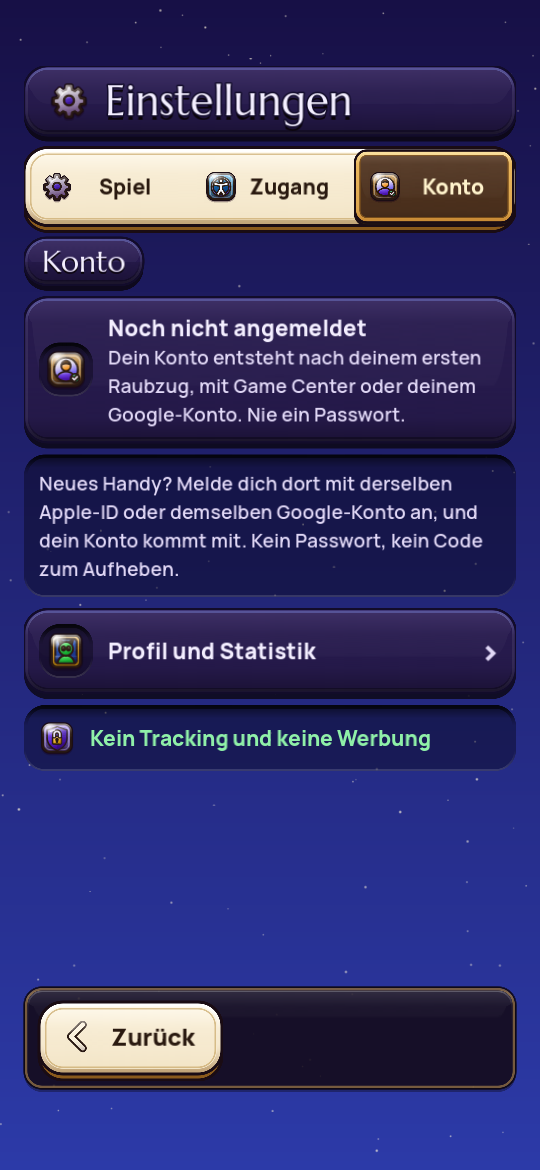 Einstellungen
Spiel
Zugang
Konto
Konto
Noch nicht angemeldet
Dein Konto entsteht nach deinem ersten
Raubzug, mit Game Center oder deinem
Google-Konto. Nie ein Passwort.
Neues Handy? Melde dich dort mit derselben
Apple-ID oder demselben Google-Konto an, und
dein Konto kommt mit. Kein Passwort, kein Code
zum Aufheben.
Profil und Statistik
Kein Tracking und keine Werbung
Zurück